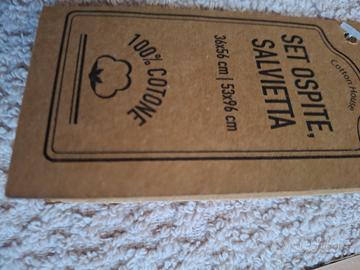 Cotton House
SET OSPITE,
SALVIETTA
36x56 cm | 53x96 cm
100% COTONE